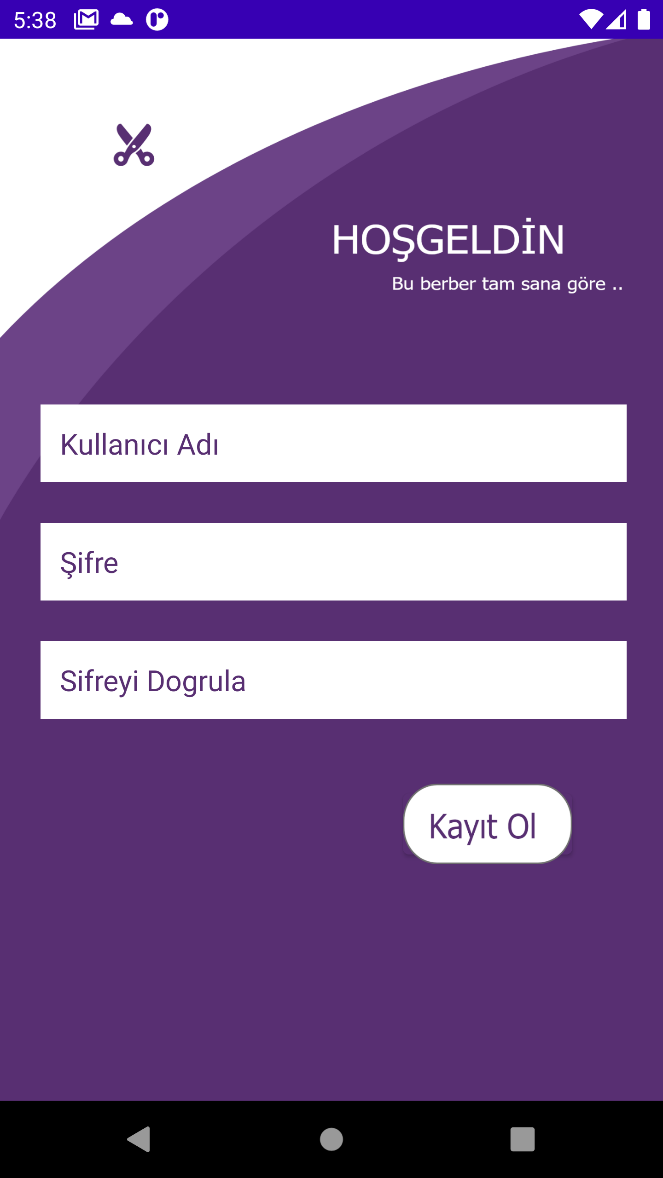 5:38
HOŞGELDİN
Bu berber tam sana göre ..
Kullanıcı Adı
Şifre
Sifreyi Dogrula
Kayıt Ol